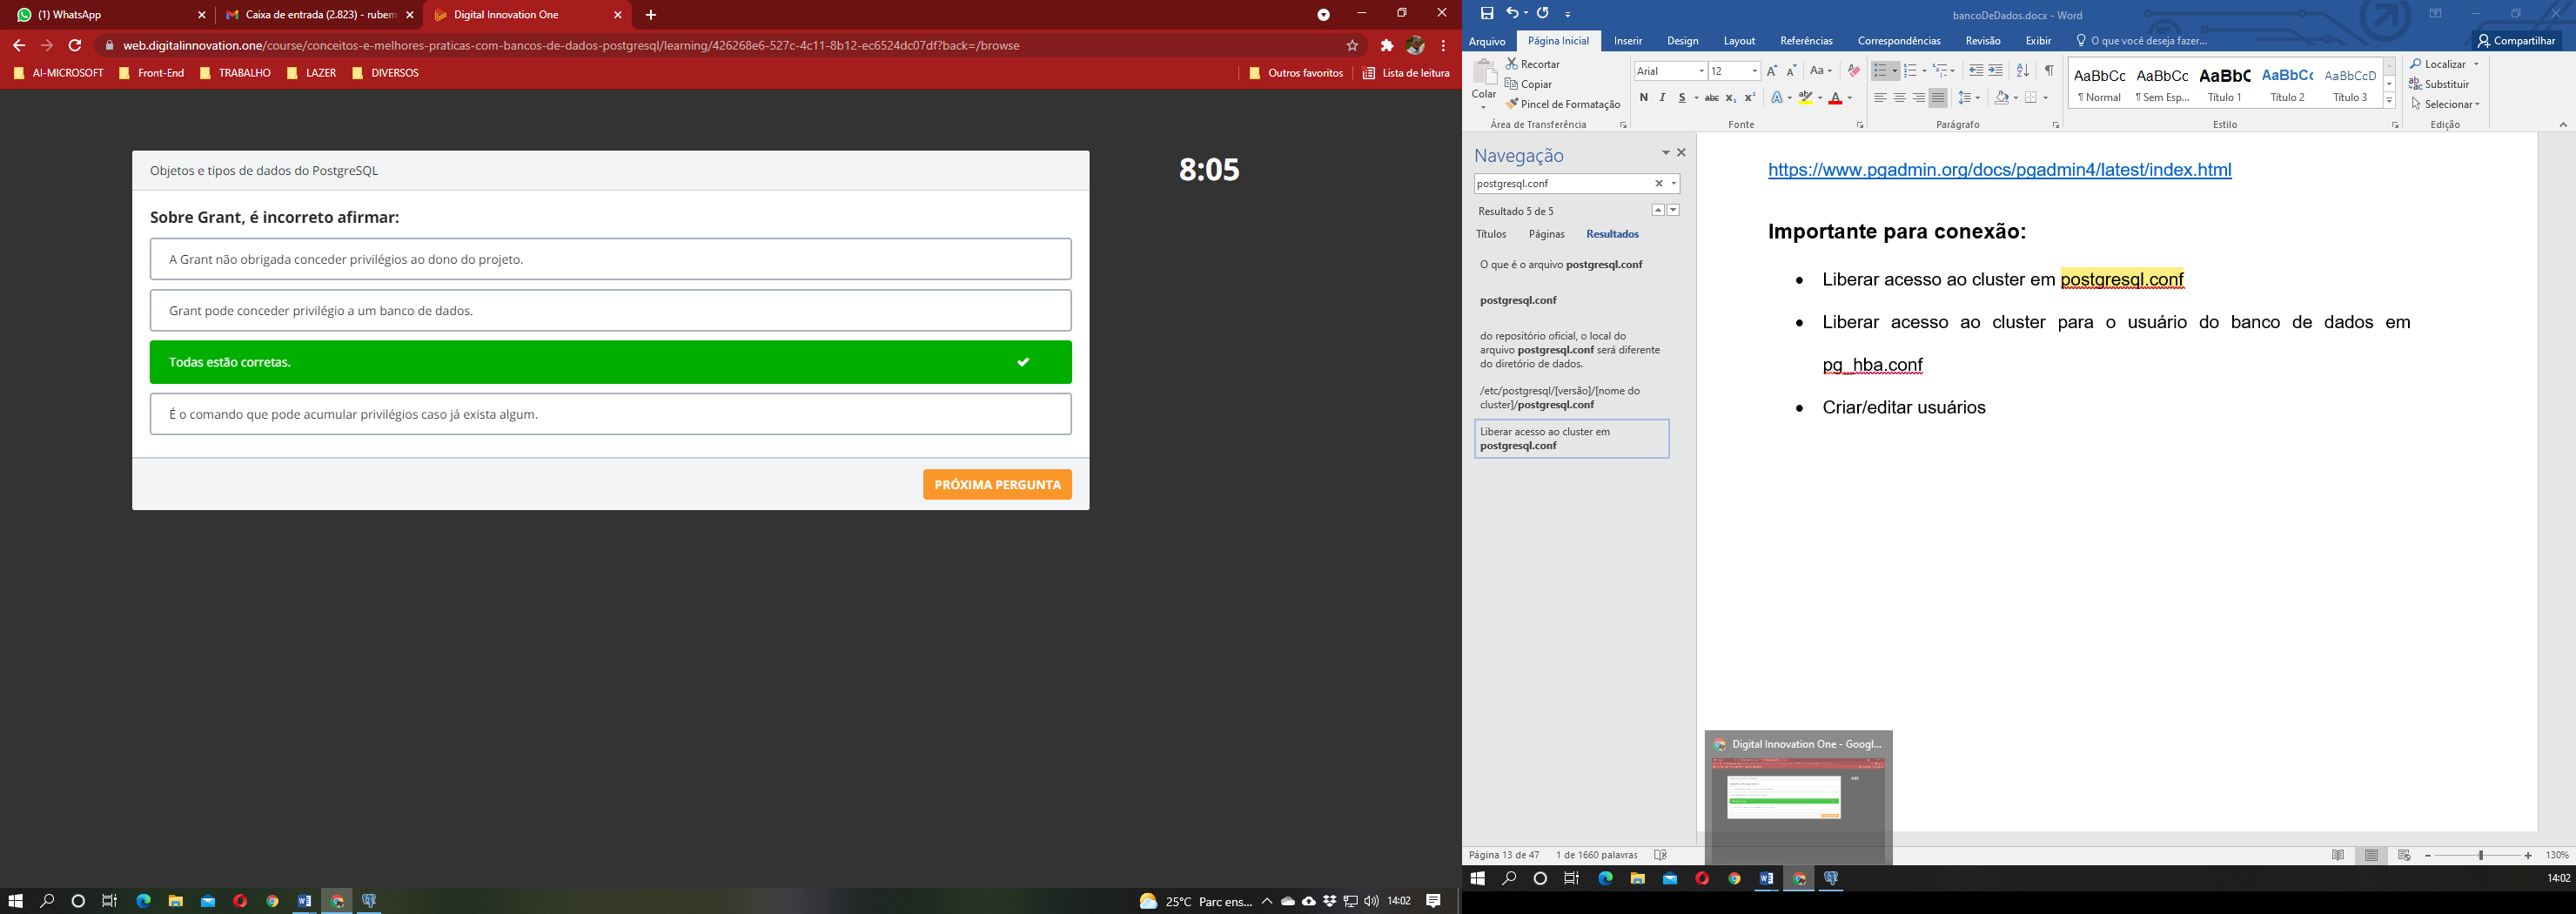 (1) WhatsApp
Caixa de entrada (2.823) - rubem
Digital Innovation One
web.digitalinnovation.one/course/conceitos-e-melhores-praticas-com-bancos-de-dados-postgresql/learning/426268e6-527c-4c11-8b12-ec6524dc07df?back=/browse
AI-MICROSOFT Front-End TRABALHO LAZER DIVERSOS Outros favoritos Lista de leitura
Objetos e tipos de dados do PostgreSQL
8:05
Sobre Grant, é incorreto afirmar:
A Grant não obrigada conceder privilégios ao dono do projeto.
Grant pode conceder privilégio a um banco de dados.
Todas estão corretas.
É o comando que pode acumular privilégios caso já exista algum.
PRÓXIMA PERGUNTA
25°C Parc ens... 14:02
bancoDeDados.docx - Word
Arquivo Página Inicial Inserir Design Layout Referências Correspondências Revisão Exibir O que você deseja fazer... Compartilhar
Colar
Recortar
Copiar
Pincel de Formatação
Área de Transferência
Arial 12
Aa
N I S abc x₂ x²
Fonte
Parágrafo
AaBbCc AaBbCc AaBbC AaBbCc AaBbCcD
¶ Normal ¶ Sem Esp... Título 1 Título 2 Título 3
Estilo
Localizar
Substituir
Selecionar
Edição
Navegação
postgresql.conf
Resultado 5 de 5
Títulos Páginas Resultados
O que é o arquivo postgresql.conf
postgresql.conf
do repositório oficial, o local do
arquivo postgresql.conf será diferente
do diretório de dados.
/etc/postgresql/[versão]/[nome do
cluster]/postgresql.conf
Liberar acesso ao cluster em
postgresql.conf
https://www.pgadmin.org/docs/pgadmin4/latest/index.html
Importante para conexão:
Liberar acesso ao cluster em postgresql.conf
Liberar acesso ao cluster para o usuário do banco de dados em
pg_hba.conf
Criar/editar usuários
Digital Innovation One - Googl...
Página 13 de 47 1 de 1660 palavras 130%
14:02